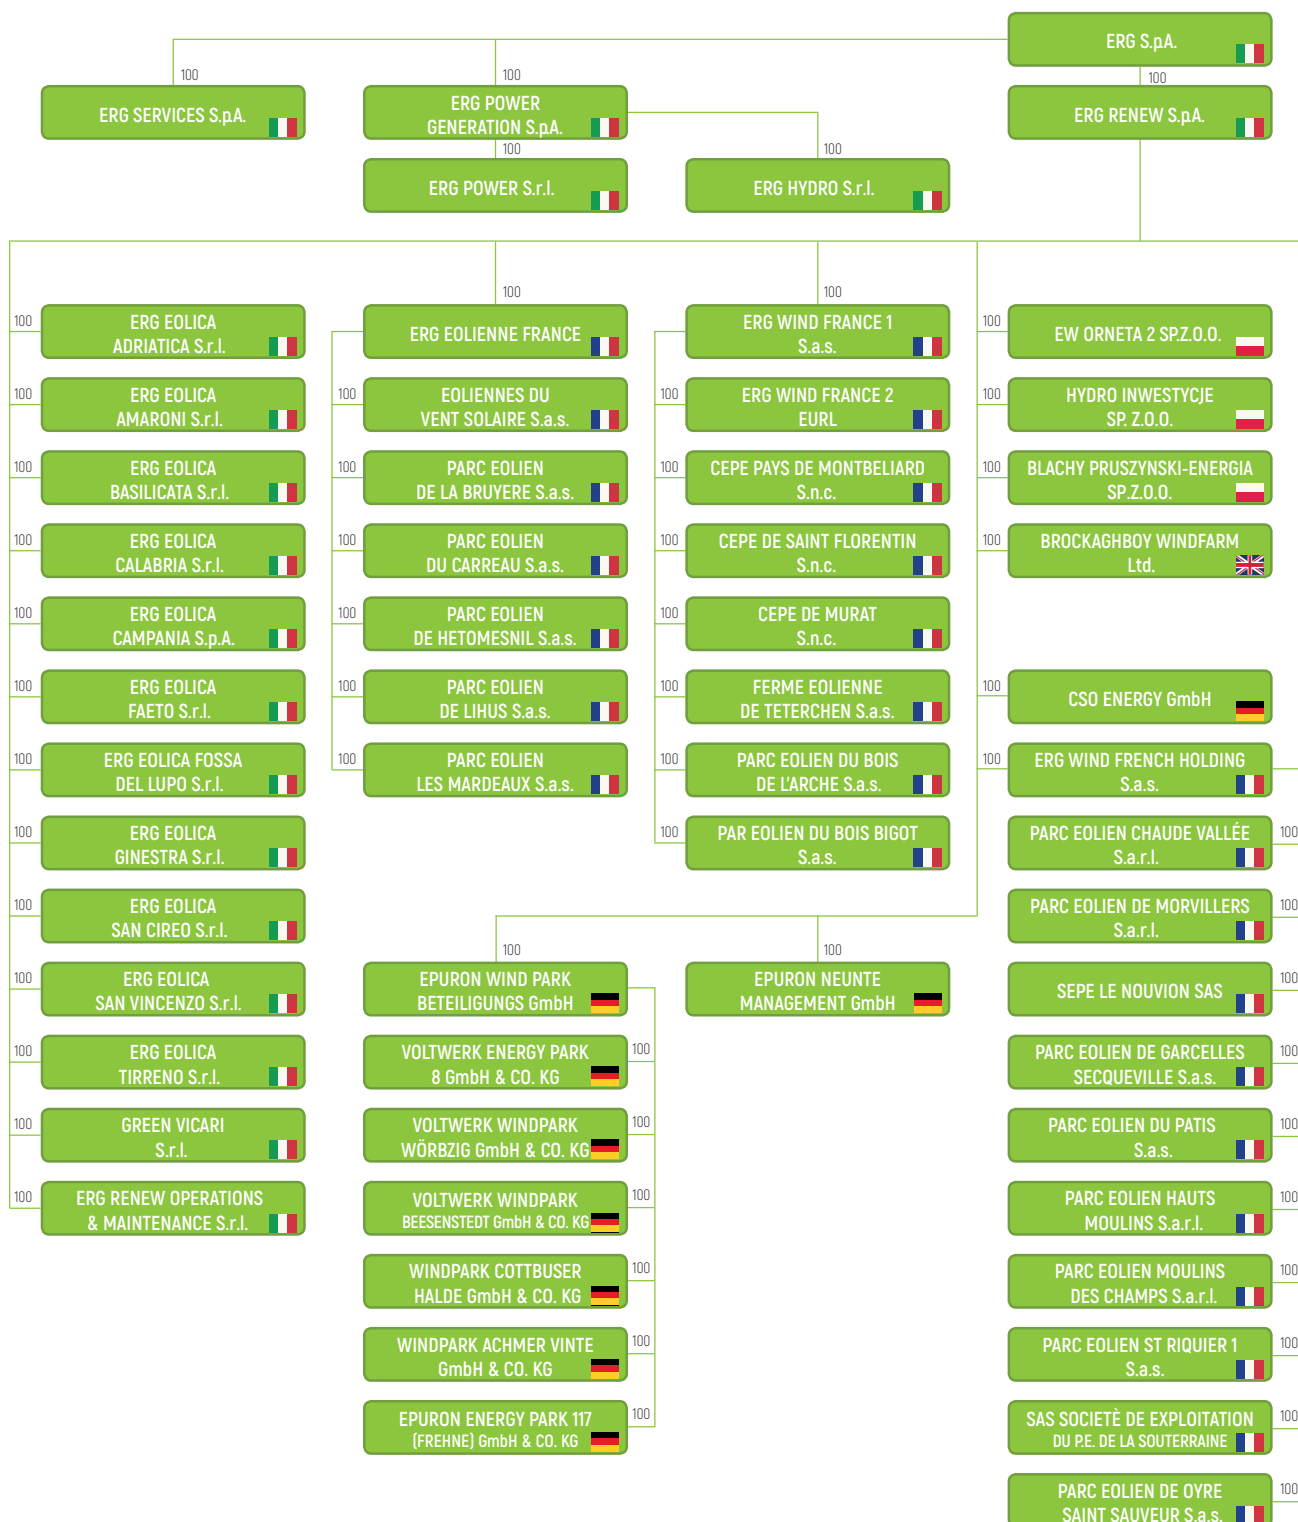 ERG S.p.A.
100
100
100
ERG SERVICES S.p.A.
ERG POWER
GENERATION S.p.A.
ERG RENEW S.p.A.
100
100
ERG POWER S.r.l.
ERG HYDRO S.r.l.
100
ERG EOLICA
ADRIATICA S.r.l.
100
ERG EOLICA
AMARONI S.r.l.
100
ERG EOLICA
BASILICATA S.r.l.
100
ERG EOLICA
CALABRIA S.r.l.
100
ERG EOLICA
CAMPANIA S.p.A.
100
ERG EOLICA
FAETO S.r.l.
100
ERG EOLICA FOSSA
DEL LUPO S.r.l.
100
ERG EOLICA
GINESTRA S.r.l.
100
ERG EOLICA
SAN CIREO S.r.l.
100
ERG EOLICA
SAN VINCENZO S.r.l.
100
ERG EOLICA
TIRRENO S.r.l.
100
GREEN VICARI
S.r.l.
100
ERG RENEW OPERATIONS
& MAINTENANCE S.r.l.
100
ERG EOLIENNE FRANCE
100
EOLIENNES DU
VENT SOLAIRE S.a.s.
100
PARC EOLIEN
DE LA BRUYERE S.a.s.
100
PARC EOLIEN
DU CARREAU S.a.s.
100
PARC EOLIEN
DE HETOMESNIL S.a.s.
100
PARC EOLIEN
DE LIHUS S.a.s.
100
PARC EOLIEN
LES MARDEAUX S.a.s.
100
ERG WIND FRANCE 1
S.a.s.
100
ERG WIND FRANCE 2
EURL
100
CEPE PAYS DE MONTBELIARD
S.n.c.
100
CEPE DE SAINT FLORENTIN
S.n.c.
100
CEPE DE MURAT
S.n.c.
100
FERME EOLIENNE
DE TETERCHEN S.a.s.
100
PARC EOLIEN DU BOIS
DE L'ARCHE S.a.s.
100
PAR EOLIEN DU BOIS BIGOT
S.a.s.
100
EPURON WIND PARK
BETEILIGUNGS GmbH
100
VOLTWERK ENERGY PARK
8 GmbH & CO. KG
100
VOLTWERK WINDPARK
WÖRBZIG GmbH & CO. KG
100
VOLTWERK WINDPARK
BEESENSTEDT GmbH & CO. KG
100
WINDPARK COTTBUSER
HALDE GmbH & CO. KG
100
WINDPARK ACHMER VINTE
GmbH & CO. KG
100
EPURON ENERGY PARK 117
(FREHNE) GmbH & CO. KG
100
EPURON NEUNTE
MANAGEMENT GmbH
100
EW ORNETA 2 SP.Z.O.O.
100
HYDRO INWESTYCJE
SP. Z.O.O.
100
BLACHY PRUSZYNSKI-ENERGIA
SP.Z.O.O.
100
BROCKAGHBOY WINDFARM
Ltd.
100
CSO ENERGY GmbH
100
ERG WIND FRENCH HOLDING
S.a.s.
100
PARC EOLIEN CHAUDE VALLÉE
S.a.r.l.
100
PARC EOLIEN DE MORVILLERS
S.a.r.l.
100
SEPE LE NOUVION SAS
100
PARC EOLIEN DE GARCELLES
SECQUEVILLE S.a.s.
100
PARC EOLIEN DU PATIS
S.a.s.
100
PARC EOLIEN HAUTS
MOULINS S.a.r.l.
100
PARC EOLIEN MOULINS
DES CHAMPS S.a.r.l.
100
PARC EOLIEN ST RIQUIER 1
S.a.s.
100
SAS SOCIETÈ DE EXPLOITATION
DU P.E. DE LA SOUTERRAINE
100
PARC EOLIEN DE OYRE
SAINT SAUVEUR S.a.s.